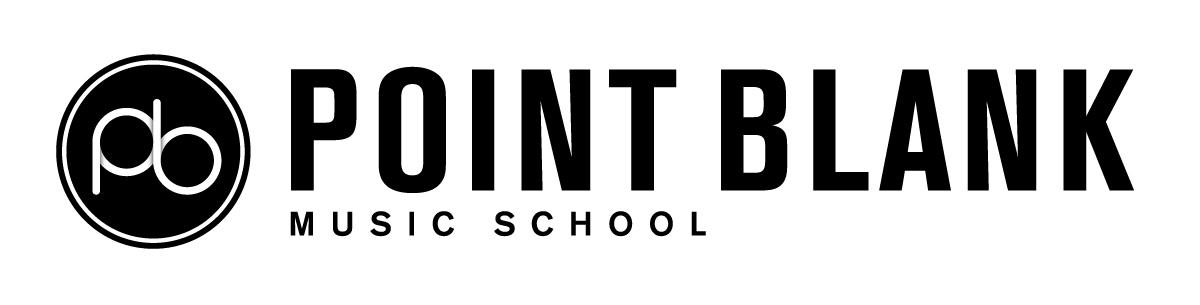 pb
POINT BLANK
MUSIC SCHOOL